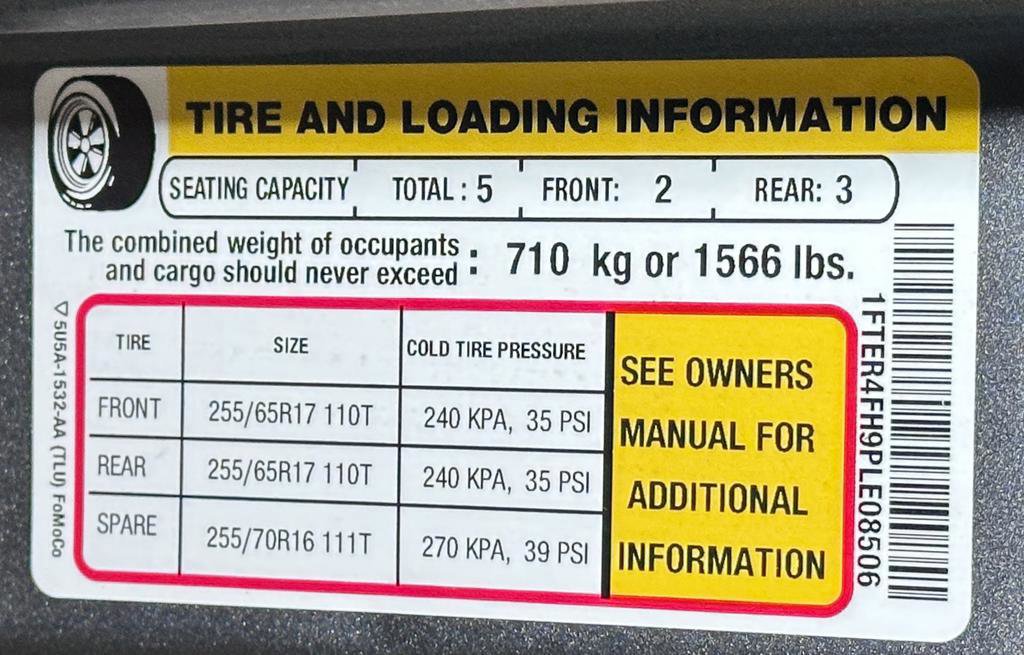 TIRE AND LOADING INFORMATION
SEATING CAPACITY TOTAL : 5 FRONT: 2 REAR: 3
The combined weight of occupants
and cargo should never exceed : 710 kg or 1566 lbs.
TIRE SIZE COLD TIRE PRESSURE
FRONT 255/65R17 110T 240 KPA, 35 PSI
REAR 255/65R17 110T 240 KPA, 35 PSI
SPARE 255/70R16 111T 270 KPA, 39 PSI
SEE OWNERS
MANUAL FOR
ADDITIONAL
INFORMATION
1FTER4FH9PLE08506
5U5A-1532-AA (TLU) FoMoCo